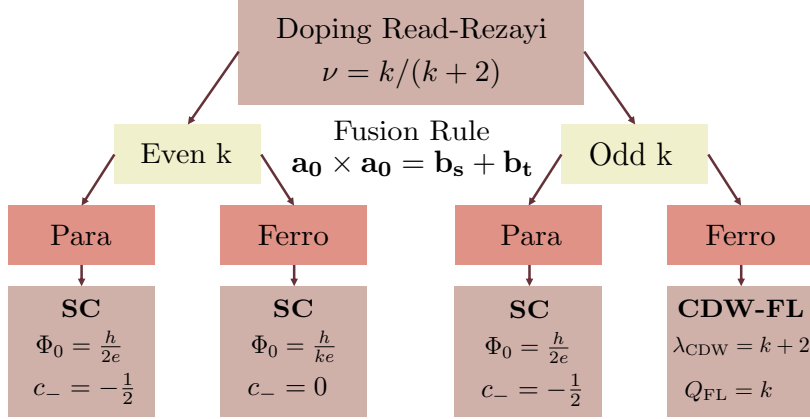 Doping Read-Rezayi
ν = k/(k + 2)
Fusion Rule
a₀ × a₀ = bₛ + bₜ
Even k
Odd k
Para
Ferro
Para
Ferro
SC
Φ₀ = h/2e
c₋ = −1/2
SC
Φ₀ = h/ke
c₋ = 0
SC
Φ₀ = h/2e
c₋ = −1/2
CDW-FL
λ_CDW = k + 2
Q_FL = k